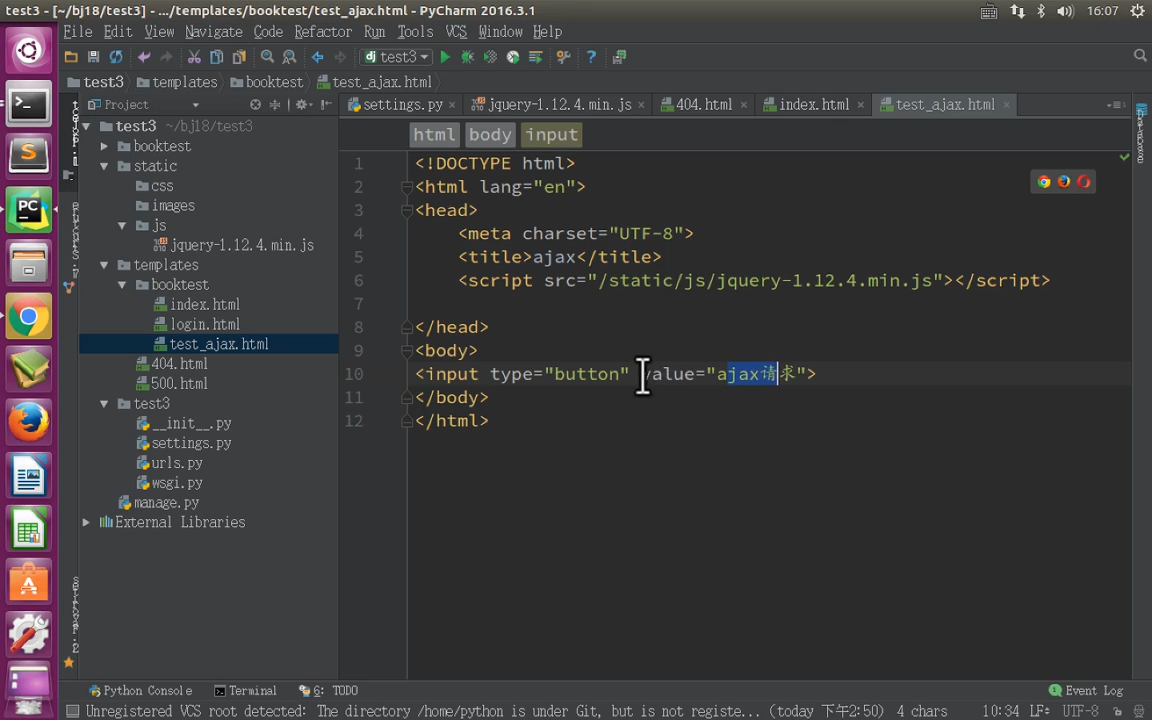 test3 - [~/bj18/test3] - .../templates/booktest/test_ajax.html - PyCharm 2016.3.1
16:07
File Edit View Navigate Code Refactor Run Tools VCS Window Help
dj test3
test3 templates booktest test_ajax.html
Project
settings.py jquery-1.12.4.min.js 404.html index.html test_ajax.html
html body input
test3 ~/bj18/test3
booktest
static
css
images
js
jquery-1.12.4.min.js
templates
booktest
index.html
login.html
test_ajax.html
404.html
500.html
test3
__init__.py
settings.py
urls.py
wsgi.py
manage.py
External Libraries
1 <!DOCTYPE html>
2 <html lang="en">
3 <head>
4 <meta charset="UTF-8">
5 <title>ajax</title>
6 <script src="/static/js/jquery-1.12.4.min.js"></script>
7
8 </head>
9 <body>
10 <input type="button" value="ajax请求">
11 </body>
12 </html>
Python Console Terminal 6: TODO Event Log
Unregistered VCS root detected: The directory /home/python is under Git, but is not registe... (today 下午2:50) 4 chars 10:34 LF÷ UTF-8